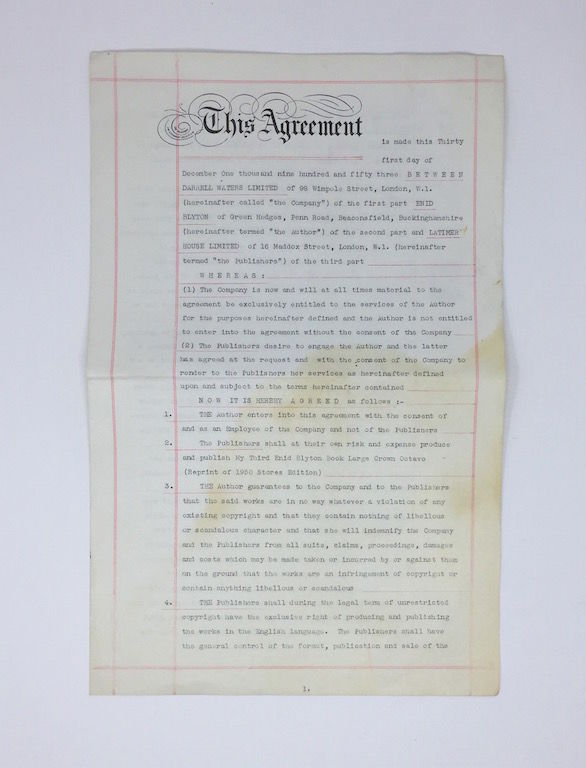 This Agreement
is made this Thirty
first day of
December One thousand nine hundred and fifty three B E T W E E N
DARRELL WATERS LIMITED of 98 Wimpole Street, London, W.1.
(hereinafter called "the Company") of the first part ENID
BLYTON of Green Hedges, Penn Road, Beaconsfield, Buckinghamshire
(hereinafter termed "the Author") of the second part and LATIMER
HOUSE LIMITED of 16 Maddox Street, London, W.1. (hereinafter
termed "the Publishers") of the third part
W H E R E A S :
(1) The Company is now and will at all times material to the
agreement be exclusively entitled to the services of the Author
for the purposes hereinafter defined and the Author is not entitled
to enter into the agreement without the consent of the Company
(2) The Publishers desire to engage the Author and the latter
has agreed at the request and with the consent of the Company to
render to the Publishers her services as hereinafter defined
upon and subject to the terms hereinafter contained
N O W IT IS HEREBY A G R E E D as follows :-
1. THE Author enters into this agreement with the consent of
and as an Employee of the Company and not of the Publishers
2. The Publishers shall at their own risk and expense produce
and publish My Third Enid Blyton Book Large Crown Octavo
(Reprint of 1950 Stores Edition)
3. THE Author guarantees to the Company and to the Publishers
that the said works are in no way whatever a violation of any
existing copyright and that they contain nothing of libellous
or scandalous character and that she will indemnify the Company
and the Publishers from all suits, claims, proceedings, damages
and costs which may be made taken or incurred by or against them
on the ground that the works are an infringement of copyright or
contain anything libellous or scandalous
4. THE Publishers shall during the legal term of unrestricted
copyright have the exclusive right of producing and publishing
the works in the English language. The Publishers shall have
the general control of the format, publication and sale of the
1.